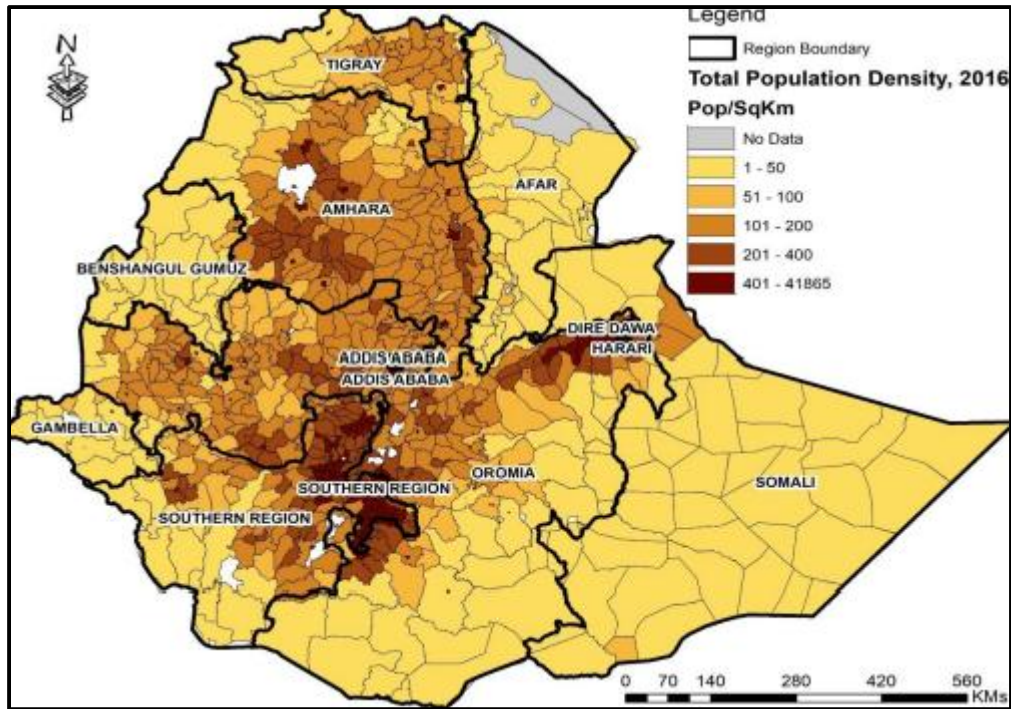 Legend
N
Region Boundary
Total Population Density, 2016
Pop/SqKm
No Data
1 - 50
51 - 100
101 - 200
201 - 400
401 - 41865
TIGRAY
AFAR
AMHARA
BENSHANGUL GUMUZ
DIRE DAWA
HARARI
ADDIS ABABA
ADDIS ABABA
GAMBELLA
OROMIA
SOMALI
SOUTHERN REGION
SOUTHERN REGION
0 70 140 280 420 560
KMs